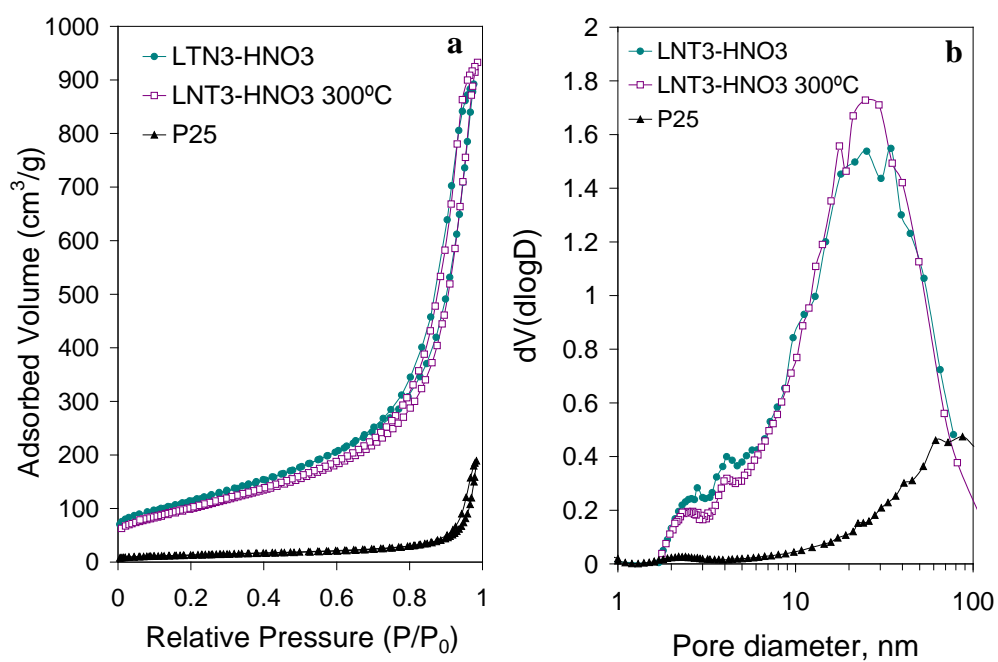 a
LTN3-HNO3
LNT3-HNO3 300ºC
P25
1000
900
800
700
600
500
400
300
200
100
0
Adsorbed Volume (cm³/g)
0
0.2
0.4
0.6
0.8
1
Relative Pressure (P/P₀)
b
LNT3-HNO3
LNT3-HNO3 300ºC
P25
2
1.8
1.6
1.4
1.2
1
0.8
0.6
0.4
0.2
0
dV(dlogD)
1
10
100
Pore diameter, nm